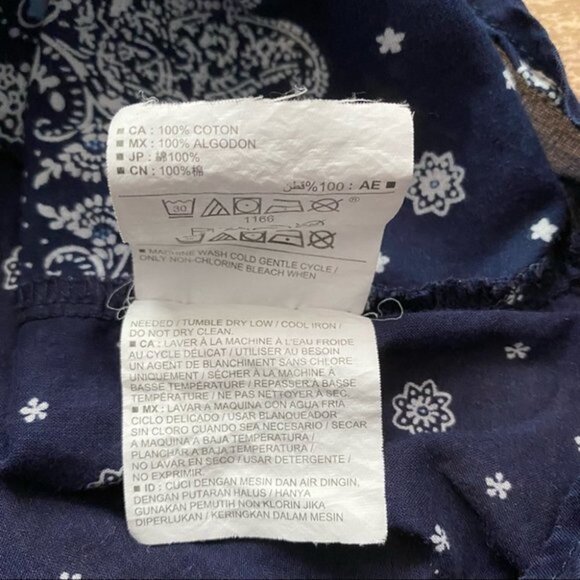 CA : 100% COTON
MX : 100% ALGODON
JP : 綿100%
CN : 100%棉
AE : 100% قطن
30
®
1166
MACHINE WASH COLD GENTLE CYCLE /
ONLY NON-CHLORINE BLEACH WHEN
NEEDED / TUMBLE DRY LOW / COOL IRON /
DO NOT DRY CLEAN.
CA : LAVER À LA MACHINE À L'EAU FROIDE
AU CYCLE DÉLICAT / UTILISER AU BESOIN
UN AGENT DE BLANCHIMENT SANS CHLORE
UNIQUEMENT / SÉCHER À LA MACHINE À
BASSE TEMPÉRATURE / REPASSER À BASSE
TEMPÉRATURE / NE PAS NETTOYER À SEC.
MX : LAVAR A MAQUINA CON AGUA FRIA
CICLO DELICADO / USAR BLANQUEADOR
SIN CLORO CUANDO SEA NECESARIO / SECAR
A MAQUINA A BAJA TEMPERATURA /
PLANCHAR A BAJA TEMPERATURA /
NO LAVAR EN SECO / USAR DETERGENTE /
NO EXPRIMIR.
ID : CUCI DENGAN MESIN DAN AIR DINGIN,
DENGAN PUTARAN HALUS / HANYA
GUNAKAN PEMUTIH NON KLORIN JIKA
DIPERLUKAN / KERINGKAN DALAM MESIN